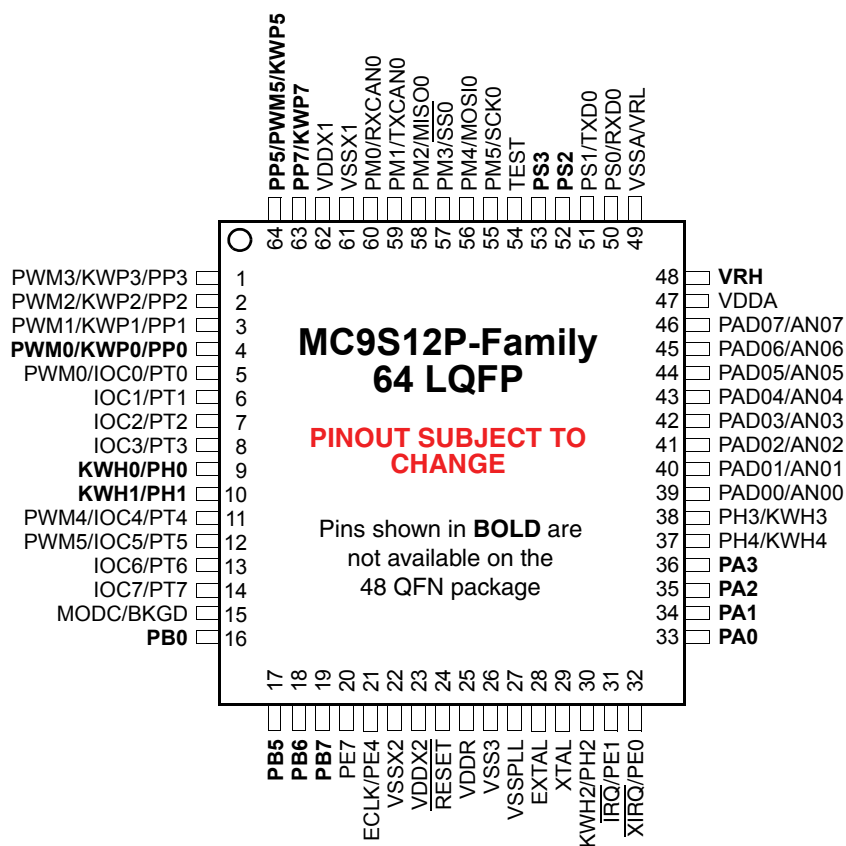 PP5/PWM5/KWP5
PP7/KWP7
VDDX1
VSSX1
PM0/RXCAN0
PM1/TXCAN0
PM2/MISO0
PM3/SS0
PM4/MOSI0
PM5/SCK0
TEST
PS3
PS2
PS1/TXD0
PS0/RXD0
VSSA/VRL
64
63
62
61
60
59
58
57
56
55
54
53
52
51
50
49
PWM3/KWP3/PP3 1
PWM2/KWP2/PP2 2
PWM1/KWP1/PP1 3
PWM0/KWP0/PP0 4
PWM0/IOC0/PT0 5
IOC1/PT1 6
IOC2/PT2 7
IOC3/PT3 8
KWH0/PH0 9
KWH1/PH1 10
PWM4/IOC4/PT4 11
PWM5/IOC5/PT5 12
IOC6/PT6 13
IOC7/PT7 14
MODC/BKGD 15
PB0 16
MC9S12P-Family
64 LQFP
PINOUT SUBJECT TO
CHANGE
Pins shown in BOLD are
not available on the
48 QFN package
48 VRH
47 VDDA
46 PAD07/AN07
45 PAD06/AN06
44 PAD05/AN05
43 PAD04/AN04
42 PAD03/AN03
41 PAD02/AN02
40 PAD01/AN01
39 PAD00/AN00
38 PH3/KWH3
37 PH4/KWH4
36 PA3
35 PA2
34 PA1
33 PA0
17
18
19
20
21
22
23
24
25
26
27
28
29
30
31
32
PB5
PB6
PB7
PE7
ECLK/PE4
VSSX2
VDDX2
RESET
VDDR
VSS3
VSSPLL
EXTAL
XTAL
KWH2/PH2
IRQ/PE1
XIRQ/PE0